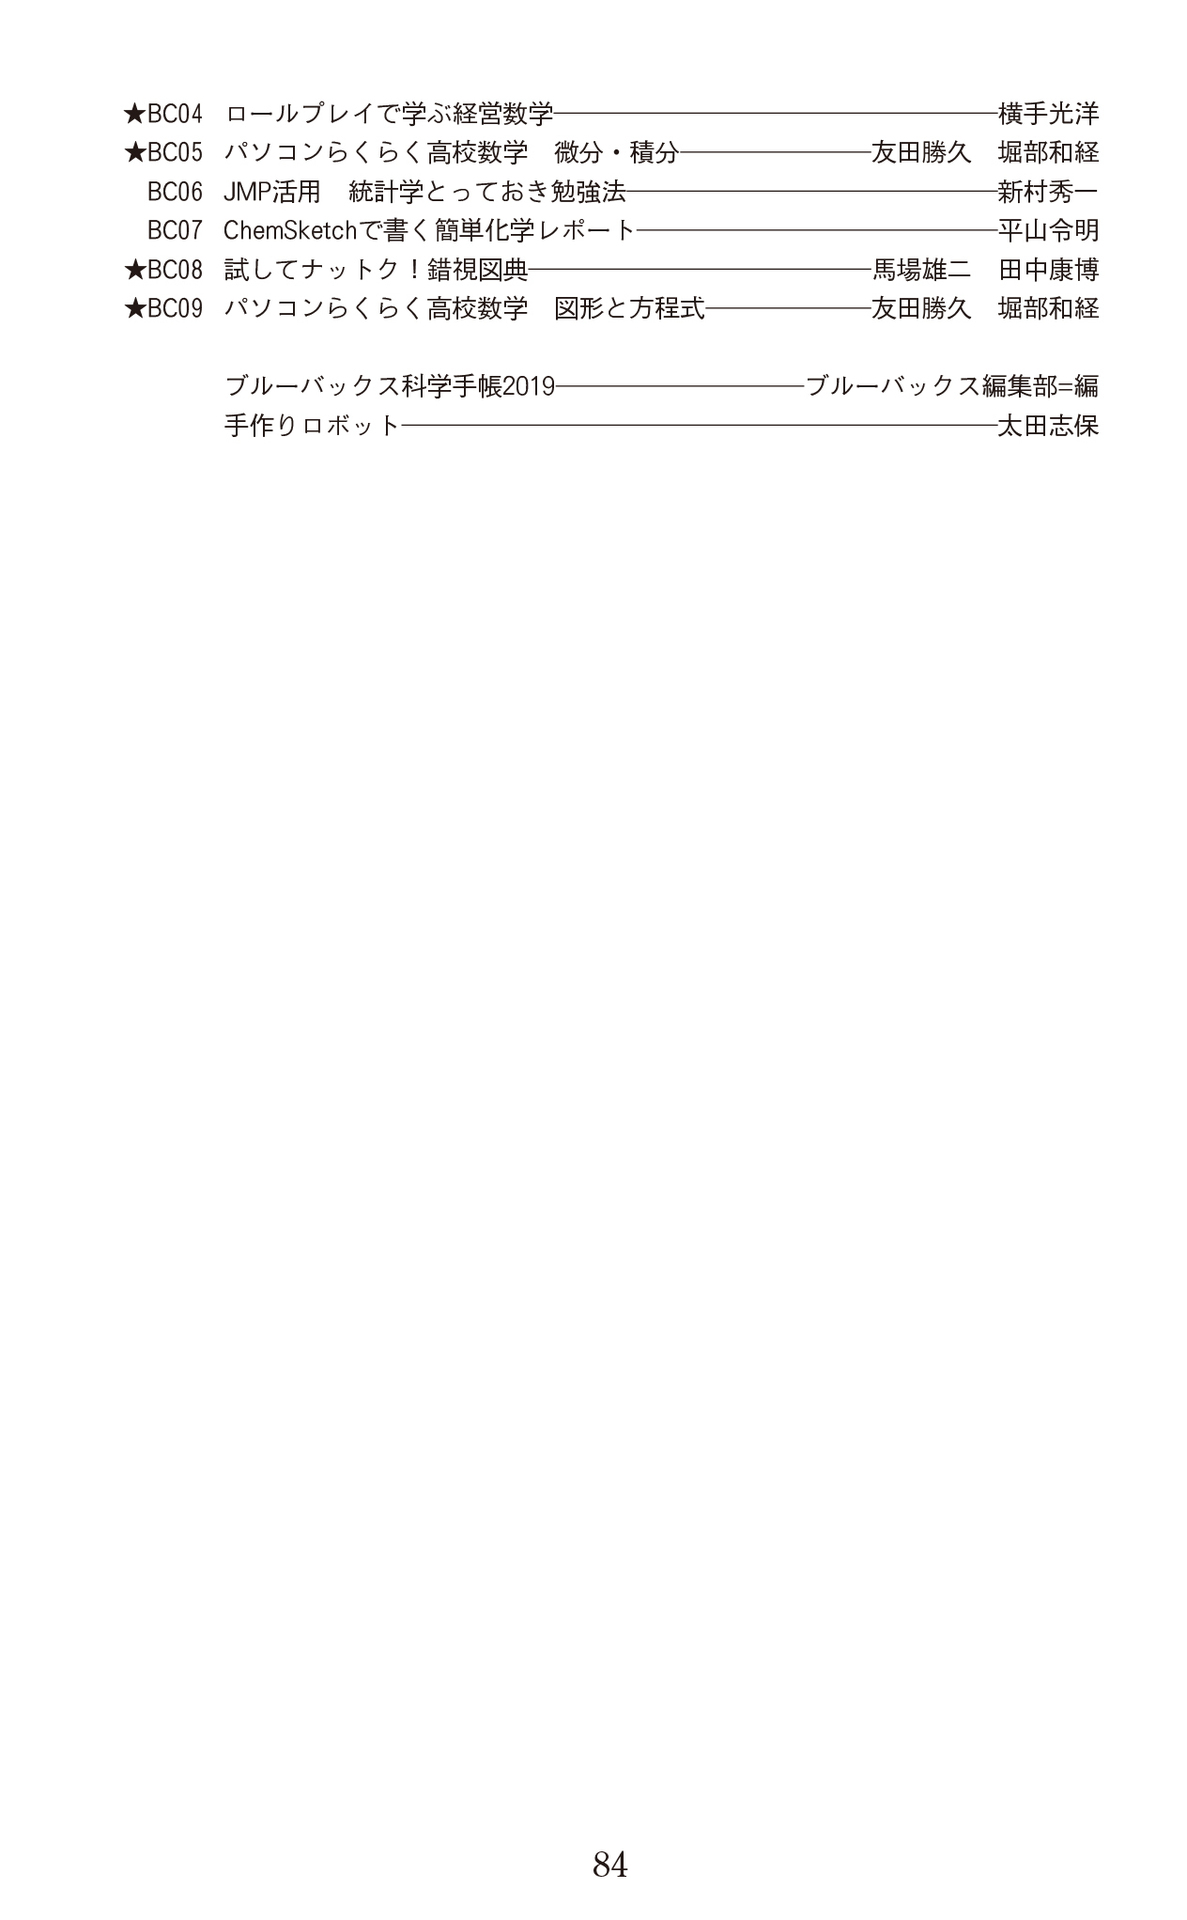 ★BC04 ロールプレイで学ぶ経営数学――――横手光洋
★BC05 パソコンらくらく高校数学　微分・積分――――友田勝久　堀部和経
BC06 JMP活用　統計学とっておき勉強法――――新村秀一
BC07 ChemSketchで書く簡単化学レポート――――平山令明
★BC08 試してナットク！錯視図典――――馬場雄二　田中康博
★BC09 パソコンらくらく高校数学　図形と方程式――――友田勝久　堀部和経
ブルーバックス科学手帳2019――――ブルーバックス編集部=編
手作りロボット――――太田志保
84